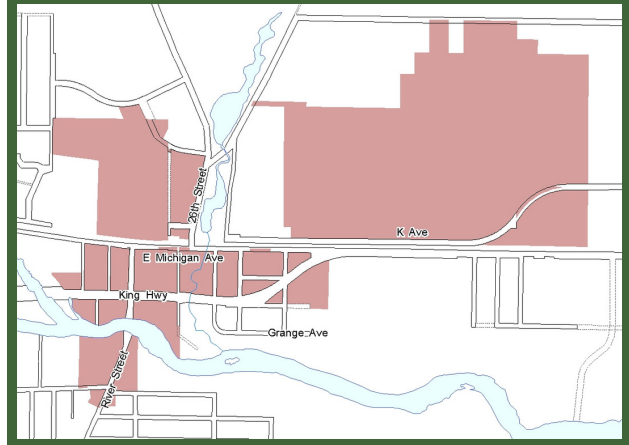 26th Street
K Ave
E Michigan Ave
King Hwy
Grange Ave
River Street